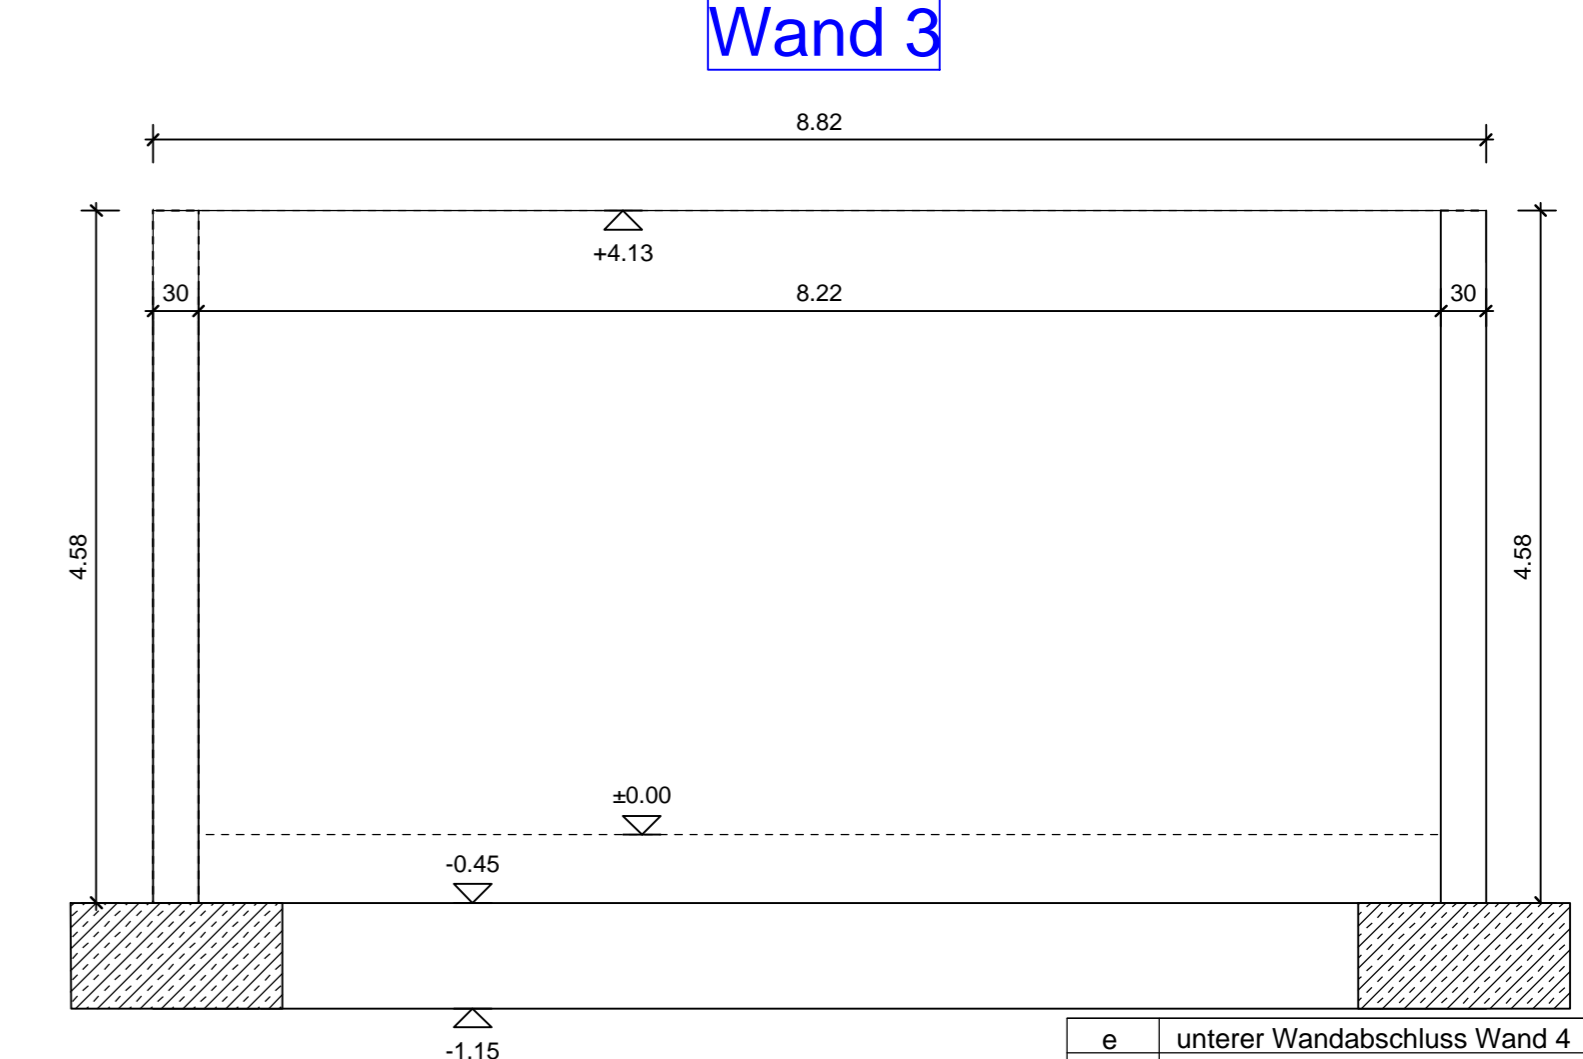 Wand 3
8.82
+4.13
30 8.22 30
4.58 4.58
±0.00
-0.45
-1.15
e unterer Wandabschluss Wand 4